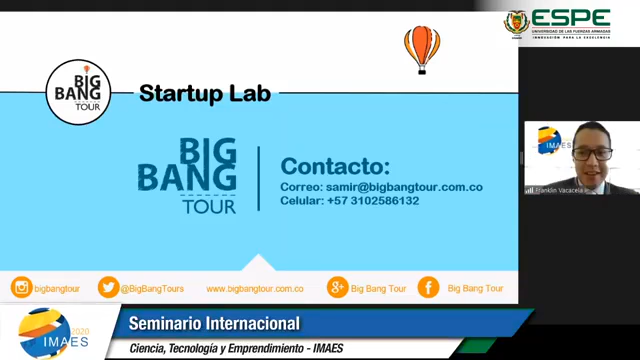 ESPE
UNIVERSIDAD DE LAS FUERZAS ARMADAS
INNOVACIÓN PARA LA EXCELENCIA
BIG
BANG
TOUR
Startup Lab
BIG
BANG
TOUR
Contacto:
Correo: samir@bigbangtour.com.co
Celular: +57 3102586132
IMAES
Franklin Vacacela
bigbangtour
@BigBangTours
www.bigbangtour.com.co
Big Bang Tour
Big Bang Tour
2020
IMAES
Seminario Internacional
Ciencia, Tecnología y Emprendimiento - IMAES